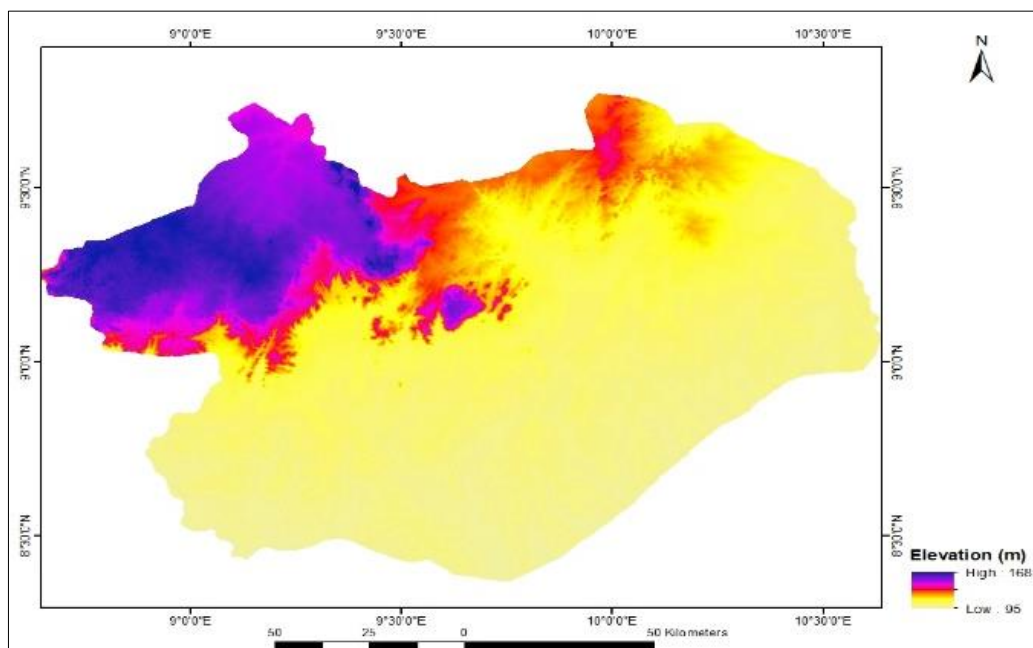 9°0'0"E 9°30'0"E 10°0'0"E 10°30'0"E
N
9°30'0"N 9°30'0"N
9°0'0"N 9°0'0"N
8°30'0"N 8°30'0"N
Elevation (m)
High : 168
Low : 95
9°0'0"E 9°30'0"E 10°0'0"E 10°30'0"E
50 25 0 50 Kilometers